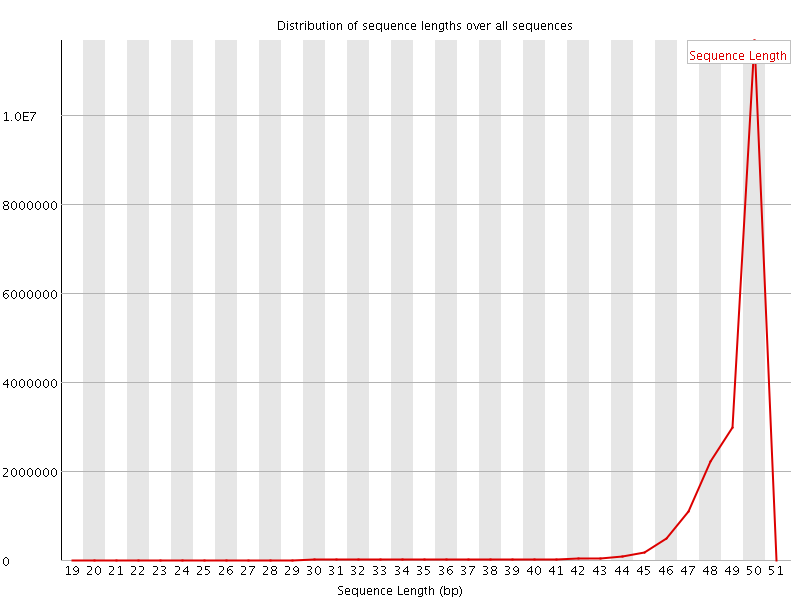 Distribution of sequence lengths over all sequences
Sequence Length
1.0E7
8000000
6000000
4000000
2000000
0
19 20 21 22 23 24 25 26 27 28 29 30 31 32 33 34 35 36 37 38 39 40 41 42 43 44 45 46 47 48 49 50 51
Sequence Length (bp)